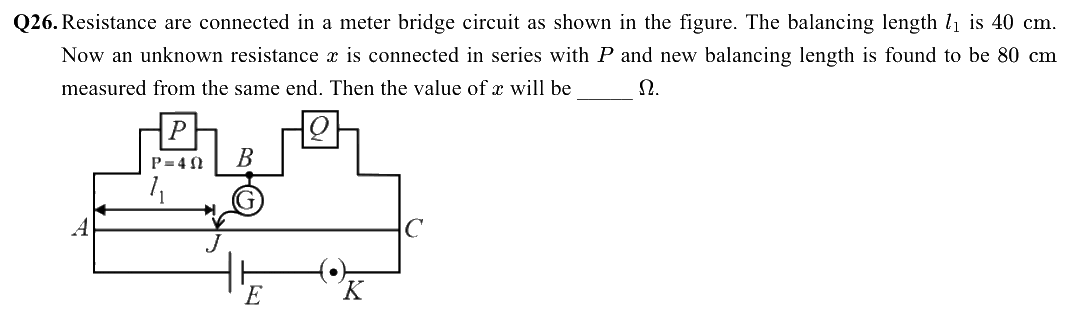 Q26. Resistance are connected in a meter bridge circuit as shown in the figure. The balancing length l₁ is 40 cm.
Now an unknown resistance x is connected in series with P and new balancing length is found to be 80 cm
measured from the same end. Then the value of x will be _____ Ω.
P Q
P = 4 Ω B
l₁ G
A C
J
E K